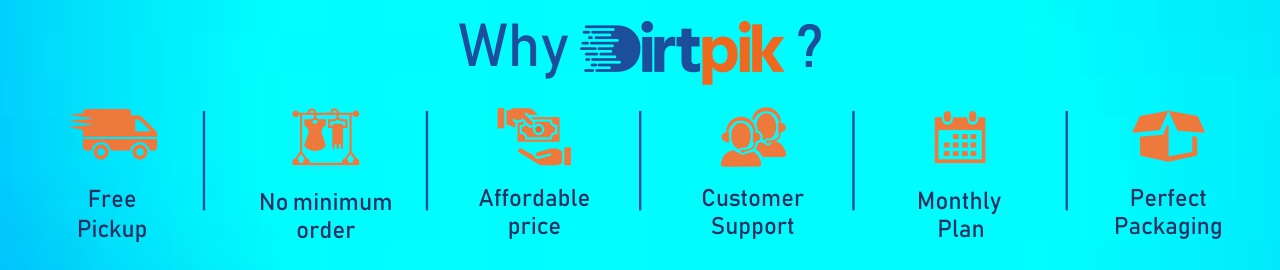 Why Dirtpik ?
Free
Pickup
No minimum
order
Affordable
price
Customer
Support
Monthly
Plan
Perfect
Packaging